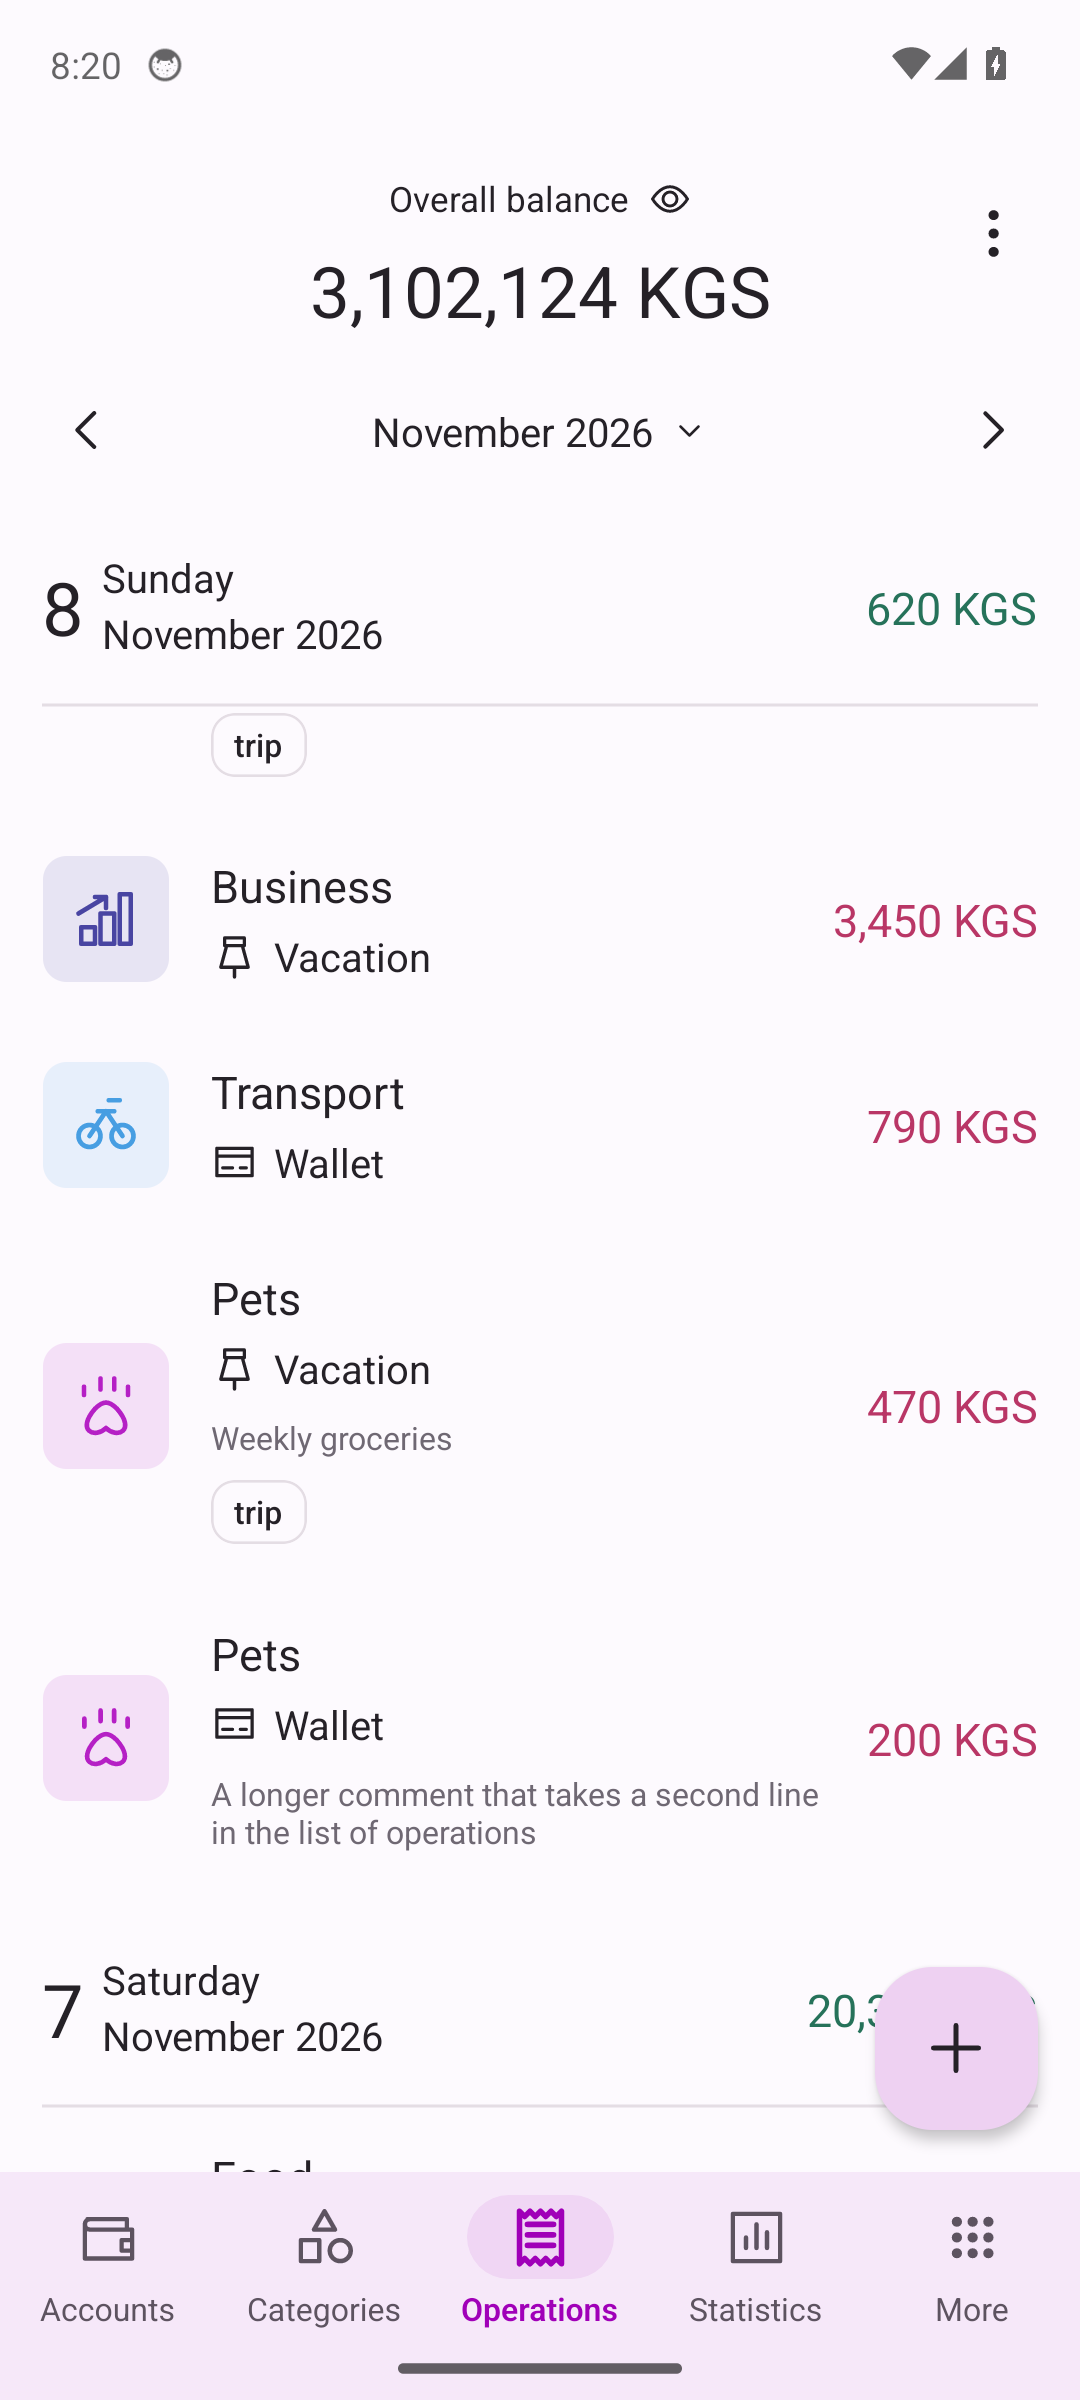 8:20
Overall balance
3,102,124 KGS
November 2026
8
Sunday
November 2026
620 KGS
trip
Business
Vacation
3,450 KGS
Transport
Wallet
790 KGS
Pets
Vacation
Weekly groceries
trip
470 KGS
Pets
Wallet
A longer comment that takes a second line
in the list of operations
200 KGS
7
Saturday
November 2026
Accounts
Categories
Operations
Statistics
More